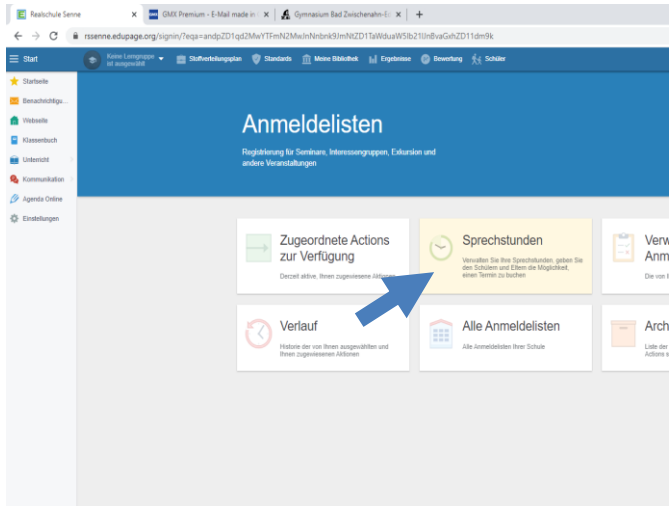 Realschule Senne
GMX Premium - E-Mail made in
Gymnasium Bad Zwischenahn-Ed
rssenne.edupage.org/signin/?eqa=
Start
Keine Lerngruppe
ist ausgewählt
Stoffverteilungsplan
Standards
Meine Bibliothek
Ergebnisse
Bewertung
Schüler
Startseite
Benachrichtigu...
Webseite
Klassenbuch
Unterricht
Kommunikation
Agenda Online
Einstellungen
Anmeldelisten
Registrierung für Seminare, Interessengruppen, Exkursion und
andere Veranstaltungen
Zugeordnete Actions
zur Verfügung
Derzeit aktive, Ihnen zugewiesene Aktionen
Sprechstunden
Verwalten Sie Ihre Sprechstunden, geben Sie
den Schülern und Eltern die Möglichkeit,
einen Termin zu buchen
Verw
Anm
Die von I
Verlauf
Historie der von Ihnen ausgewählten und
Ihnen zugewiesenen Aktionen
Alle Anmeldelisten
Alle Anmeldelisten Ihrer Schule
Arch
Liste der
Actions s